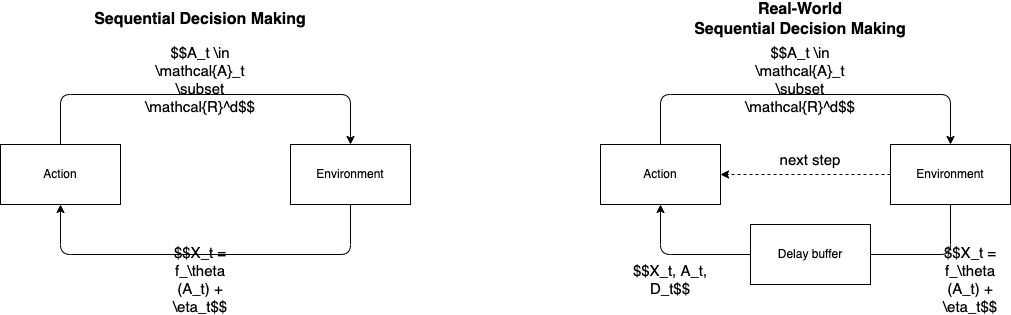 Sequential Decision Making
$$A_t \in
\mathcal{A}_t
\subset
\mathcal{R}^d$$
Action
Environment
$$X_t =
f_\theta
(A_t) +
\eta_t$$
Real-World
Sequential Decision Making
$$A_t \in
\mathcal{A}_t
\subset
\mathcal{R}^d$$
next step
Action
Environment
Delay buffer
$$X_t, A_t,
D_t$$
$$X_t =
f_\theta
(A_t) +
\eta_t$$